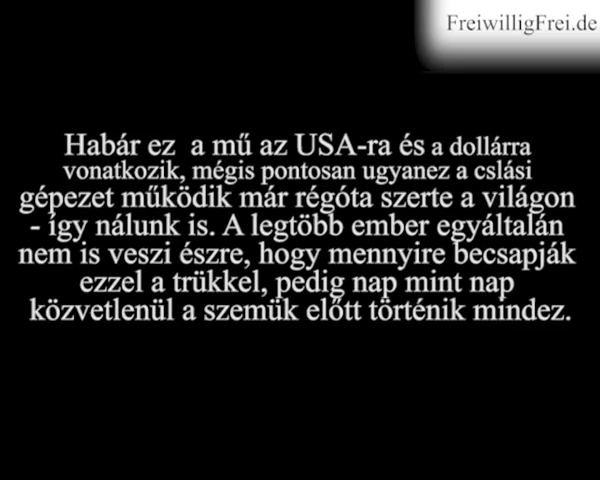 FreiwilligFrei.de
Habár ez a mű az USA-ra és a dollárra
vonatkozik, mégis pontosan ugyanez a cslási
gépezet működik már régóta szerte a világon
- így nálunk is. A legtöbb ember egyáltalán
nem is veszi észre, hogy mennyire becsapják
ezzel a trükkel, pedig nap mint nap
közvetlenül a szemük előtt történik mindez.